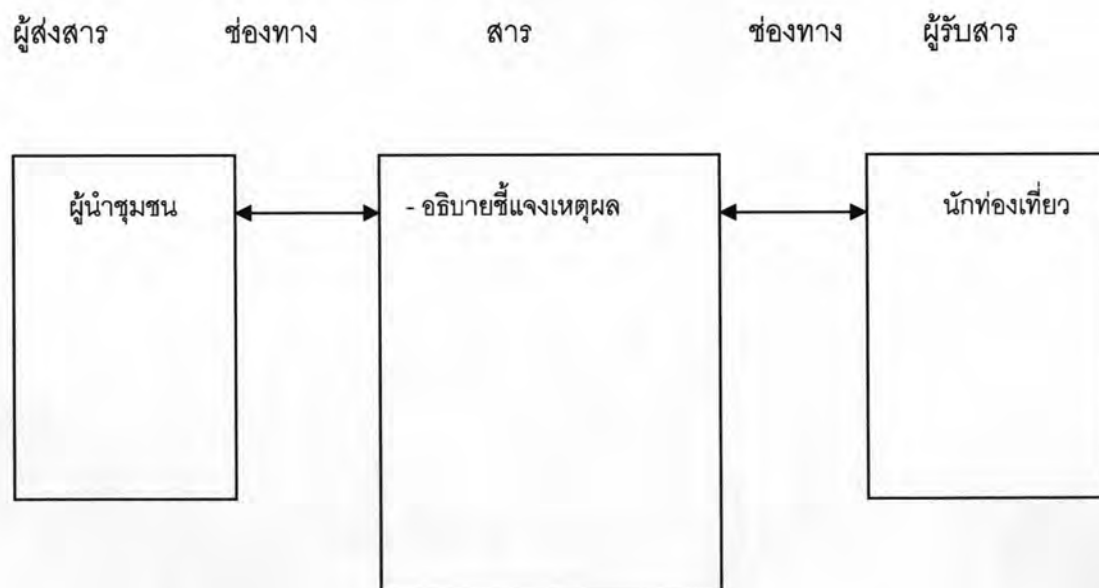 ผู้ส่งสาร ช่องทาง สาร ช่องทาง ผู้รับสาร
ผู้นำชุมชน - อธิบายชี้แจงเหตุผล นักท่องเที่ยว